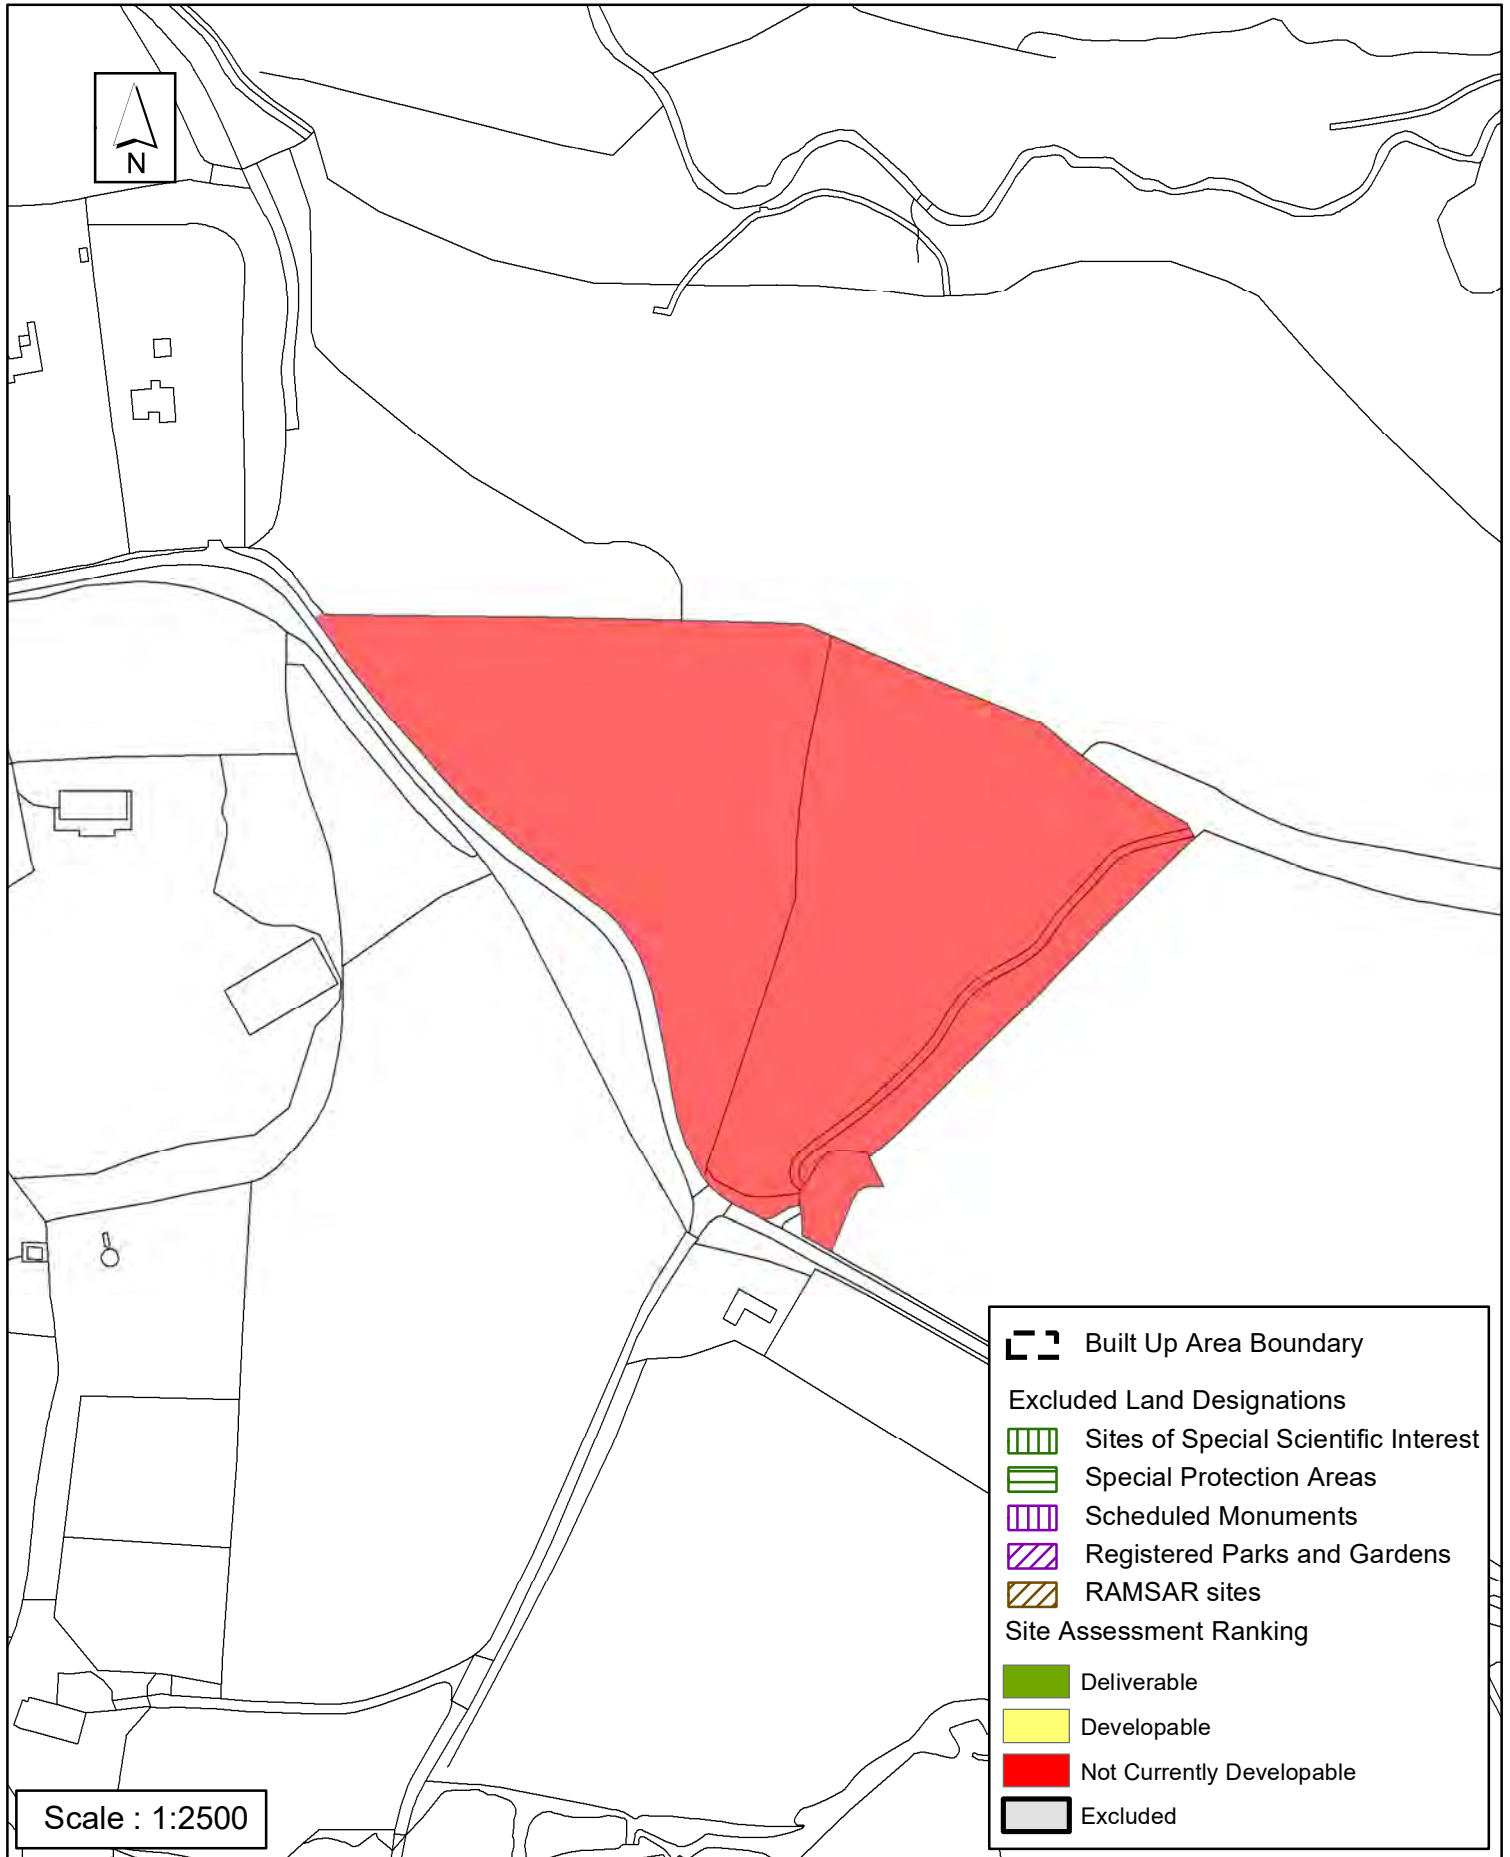 N
Built Up Area Boundary
Excluded Land Designations
Sites of Special Scientific Interest
Special Protection Areas
Scheduled Monuments
Registered Parks and Gardens
RAMSAR sites
Site Assessment Ranking
Deliverable
Developable
Not Currently Developable
Excluded
Scale : 1:2500